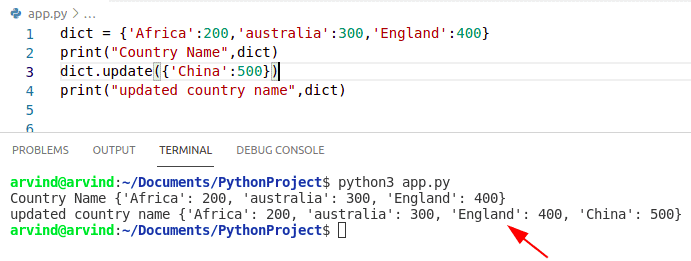 app.py > ...
1 dict = {'Africa':200,'australia':300,'England':400}
2 print("Country Name",dict)
3 dict.update({'China':500})
4 print("updated country name",dict)
5
6
PROBLEMS OUTPUT TERMINAL DEBUG CONSOLE
arvind@arvind:~/Documents/PythonProject$ python3 app.py
Country Name {'Africa': 200, 'australia': 300, 'England': 400}
updated country name {'Africa': 200, 'australia': 300, 'England': 400, 'China': 500}
arvind@arvind:~/Documents/PythonProject$